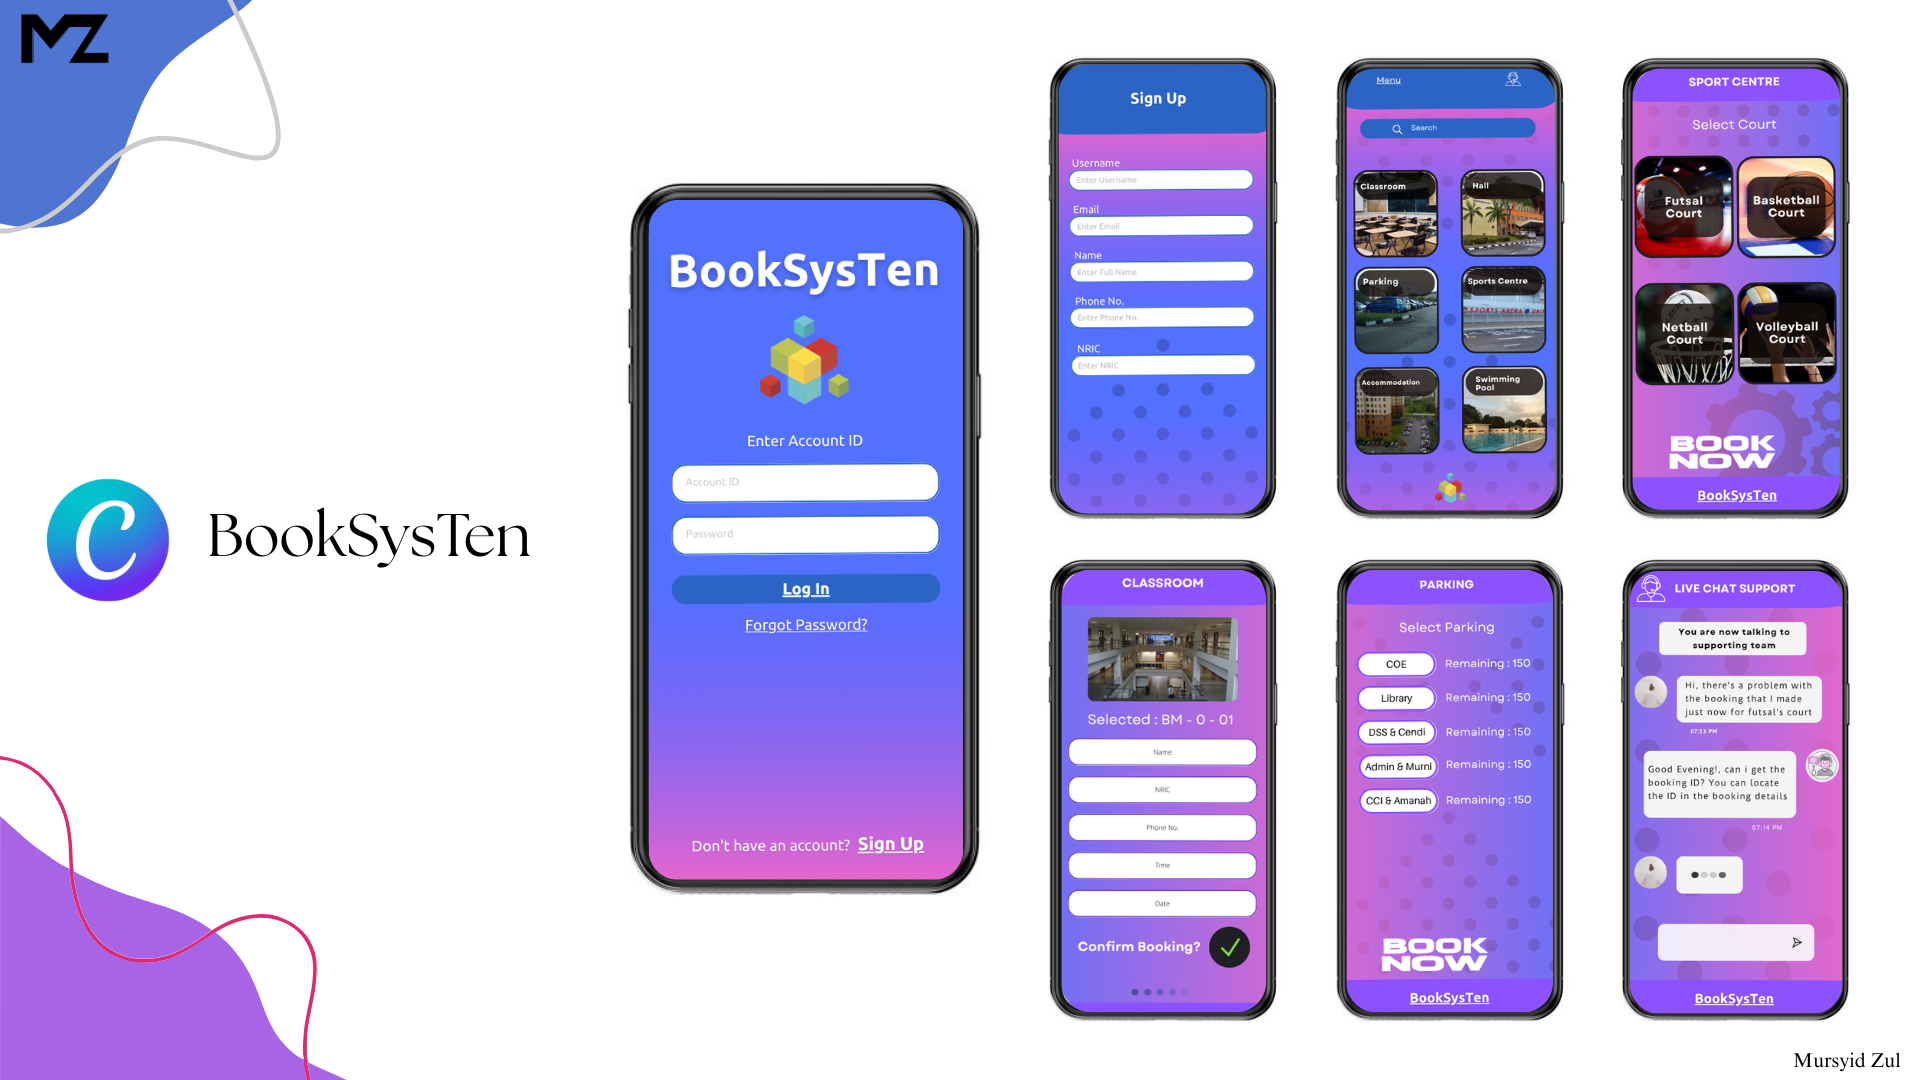 MZ
C
BookSysTen
BookSysTen
Enter Account ID
Account ID
Password
Log In
Forgot Password?
Don't have an account? Sign Up
Sign Up
Username
Enter Username
Email
Enter Email
Name
Enter Full Name
Phone No.
Enter Phone No.
NRIC
Enter NRIC
Menu
Search
Classroom
Hall
Parking
Sports Centre
SPORTS ARENA
Accommodation
Swimming
Pool
SPORT CENTRE
Select Court
Futsal
Court
Basketball
Court
Netball
Court
Volleyball
Court
BOOK
NOW
BookSysTen
CLASSROOM
Selected : BM - 0 - 01
Name
NRIC
Phone No.
Time
Date
Confirm Booking?
PARKING
Select Parking
COE Remaining : 150
Library Remaining : 150
DSS & Cendi Remaining : 150
Admin & Murni Remaining : 150
CCI & Amanah Remaining : 150
BOOK
NOW
BookSysTen
LIVE CHAT SUPPORT
You are now talking to
supporting team
Hi, there's a problem with
the booking that I made
just now for futsal's court
07:13 PM
Good Evening!, can i get the
booking ID? You can locate
the ID in the booking details
07:14 PM
BookSysTen
Mursyid Zul